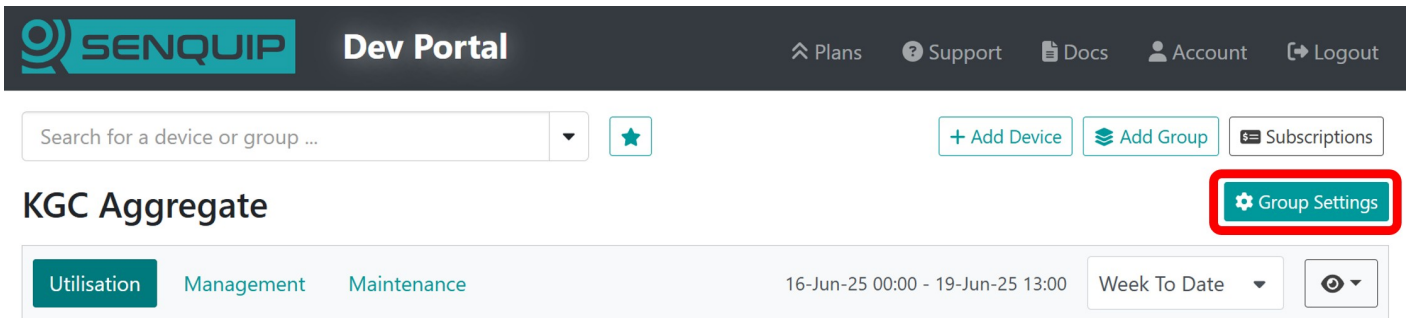 SENQUIP Dev Portal Plans Support Docs Account Logout
Search for a device or group ... + Add Device Add Group Subscriptions
KGC Aggregate Group Settings
Utilisation Management Maintenance 16-Jun-25 00:00 - 19-Jun-25 13:00 Week To Date